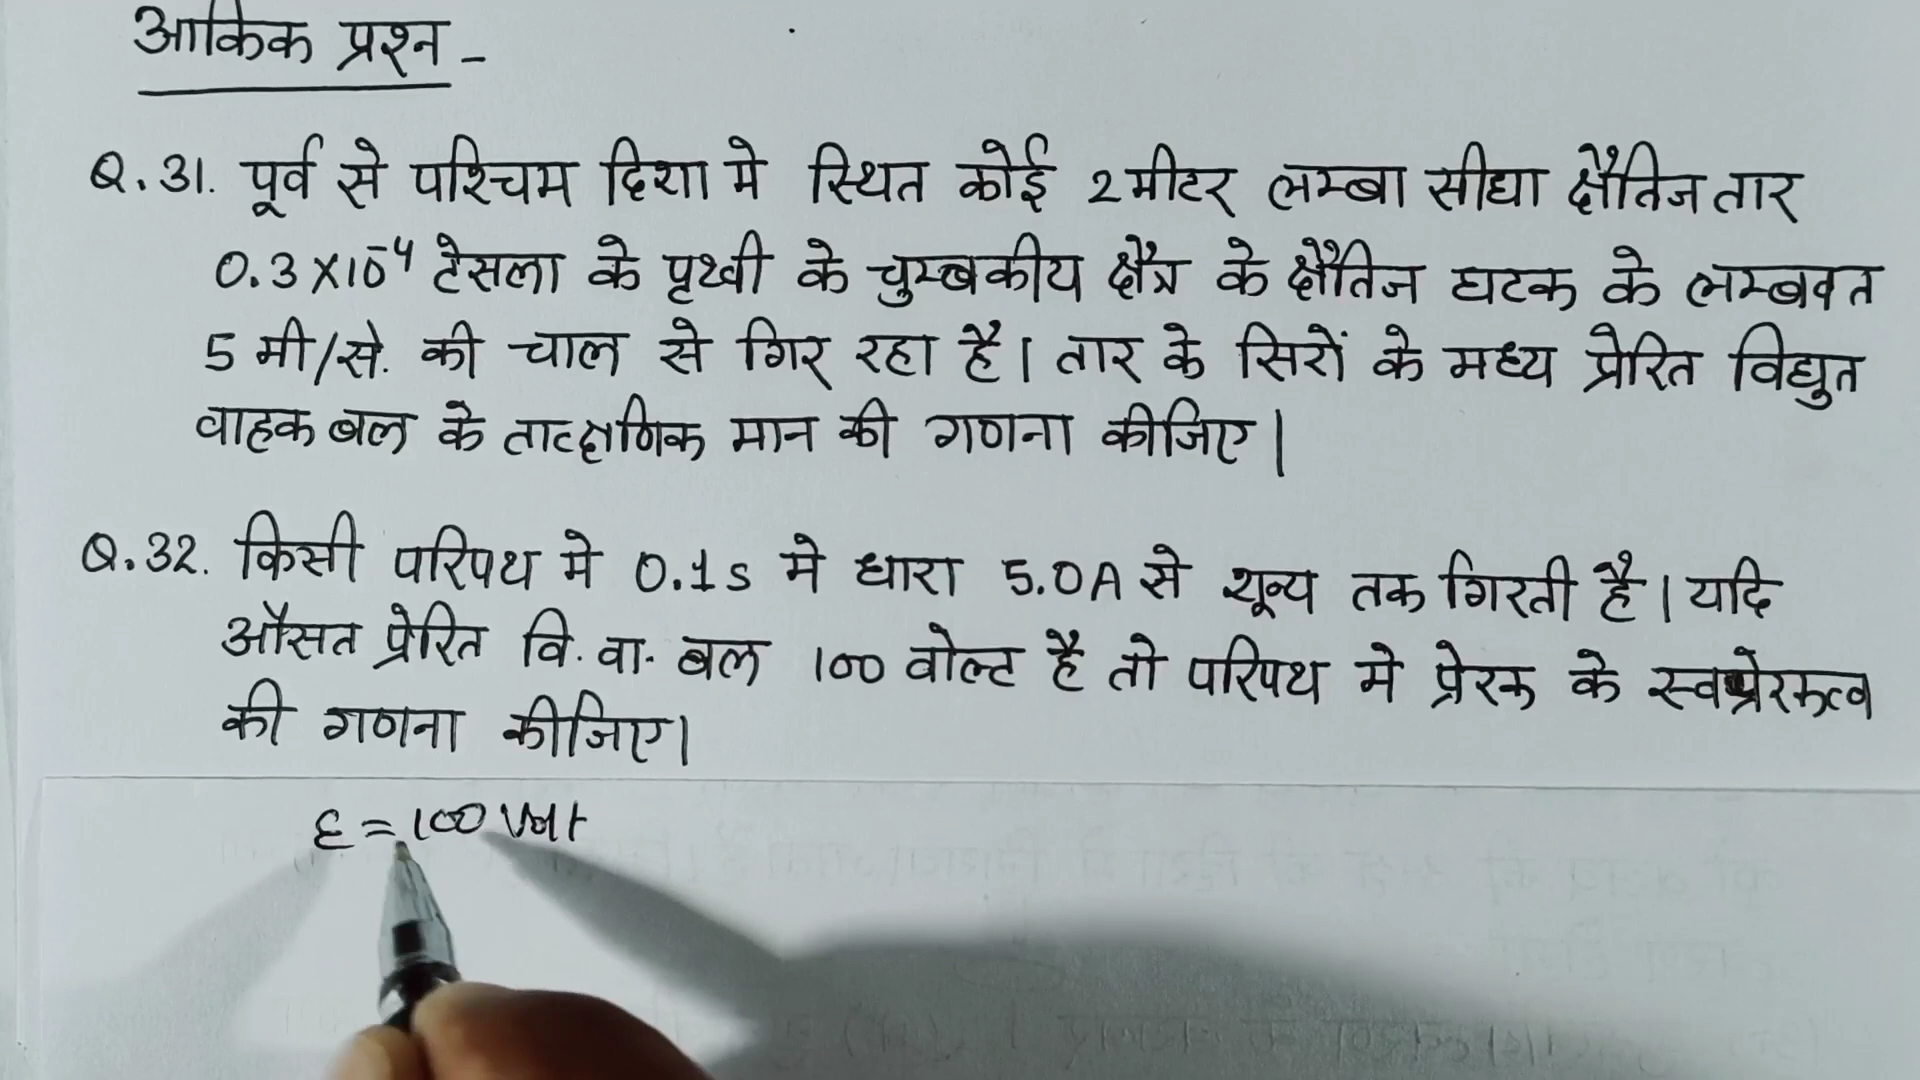 आंकिक प्रश्न -
Q.31. पूर्व से पश्चिम दिशा मे स्थित कोई 2 मीटर लम्बा सीधा क्षैतिज तार
0.3×10⁻⁴ टेसला के पृथ्वी के चुम्बकीय क्षैत्र के क्षैतिज घटक के लम्बवत
5 मी/से. की चाल से गिर रहा है। तार के सिरों के मध्य प्रेरित विद्युत
वाहक बल के तात्क्षणिक मान की गणना कीजिए।
Q.32. किसी परिपथ मे 0.1s मे धारा 5.0A से शून्य तक गिरती है। यदि
औसत प्रेरित वि. वा. बल 100 वोल्ट है तो परिपथ मे प्रेरक के स्वप्रेरकत्व
की गणना कीजिए।
ε = 100 Volt